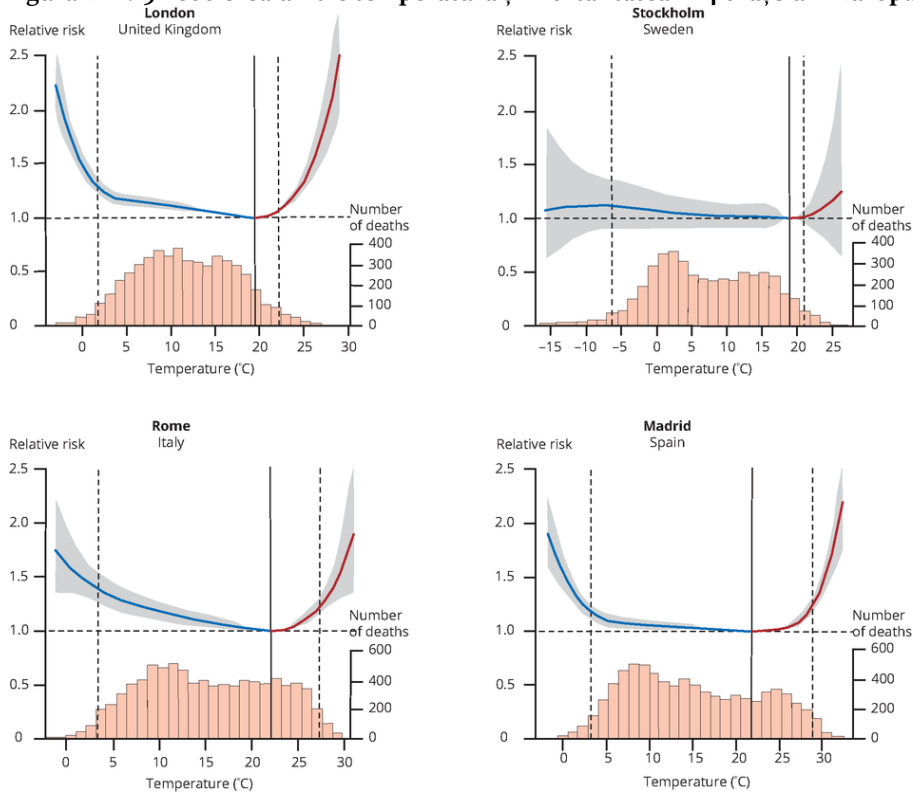 London
United Kingdom
Relative risk
2.5
2.0
1.5
1.0
0.5
0
Number
of deaths
400
300
200
100
0
0 5 10 15 20 25 30
Temperature (°C)
Stockholm
Sweden
Relative risk
2.5
2.0
1.5
1.0
0.5
0
Number
of deaths
400
300
200
100
0
−15 −10 −5 0 5 10 15 20 25
Temperature (°C)
Rome
Italy
Relative risk
2.5
2.0
1.5
1.0
0.5
0
Number
of deaths
600
400
200
0
0 5 10 15 20 25 30
Temperature (°C)
Madrid
Spain
Relative risk
2.5
2.0
1.5
1.0
0.5
0
Number
of deaths
600
400
200
0
0 5 10 15 20 25 30
Temperature (°C)